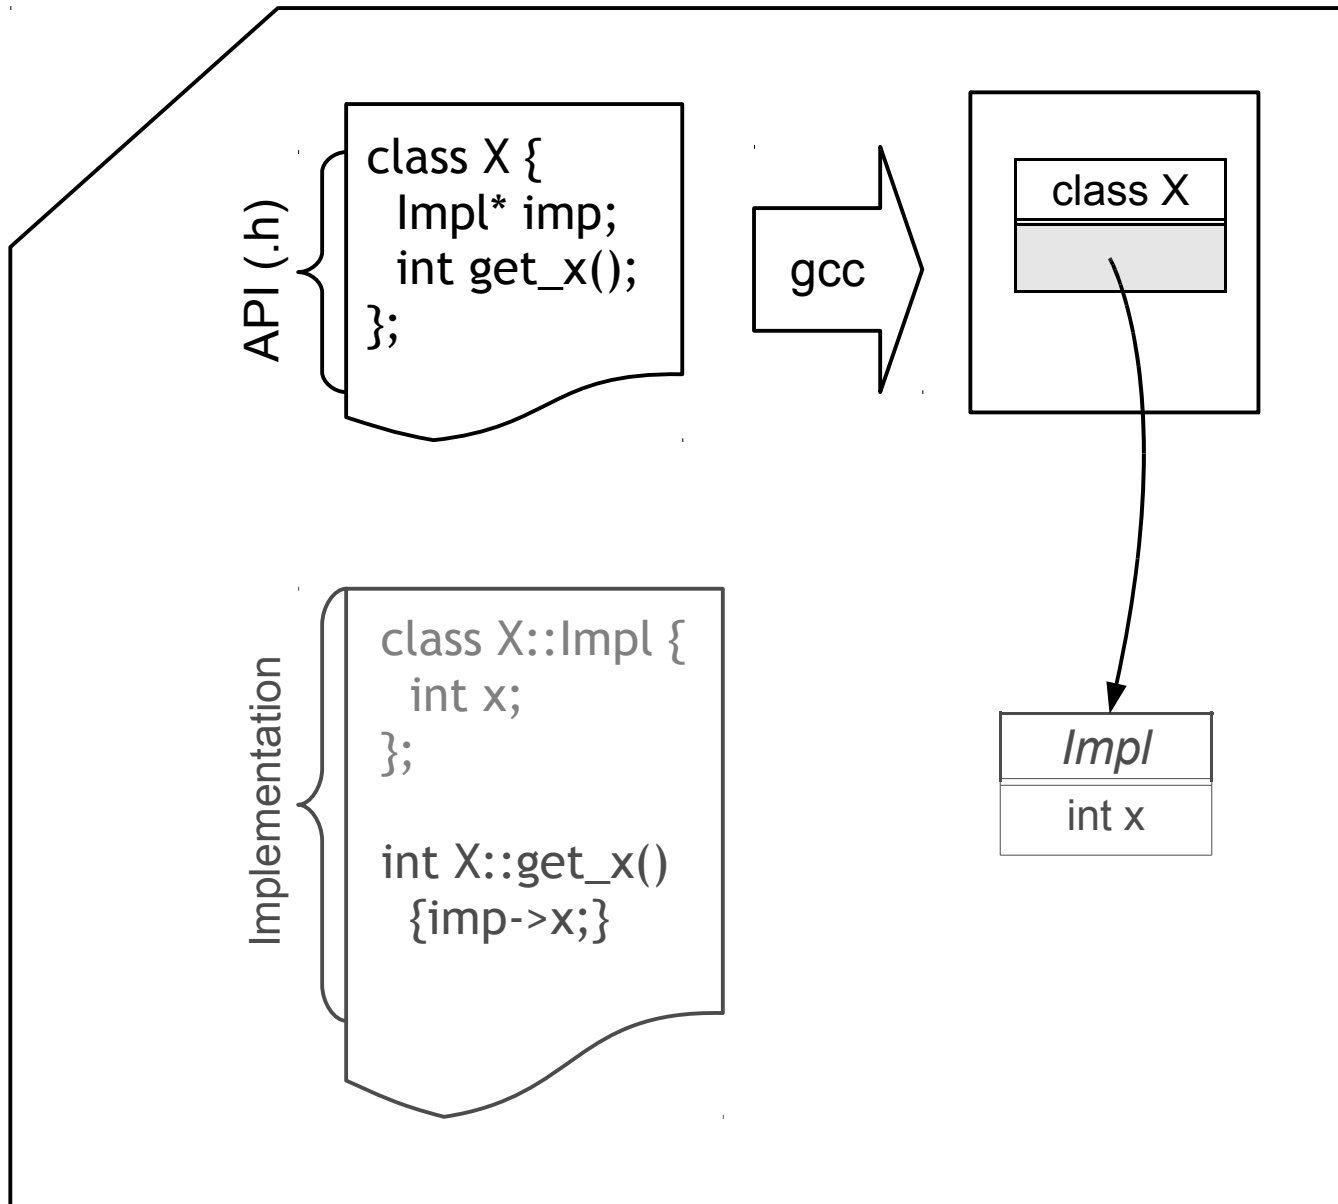 API (.h)
class X {
Impl* imp;
int get_x();
};
gcc
class X
Implementation
class X::Impl {
int x;
};
int X::get_x()
{imp->x;}
Impl
int x